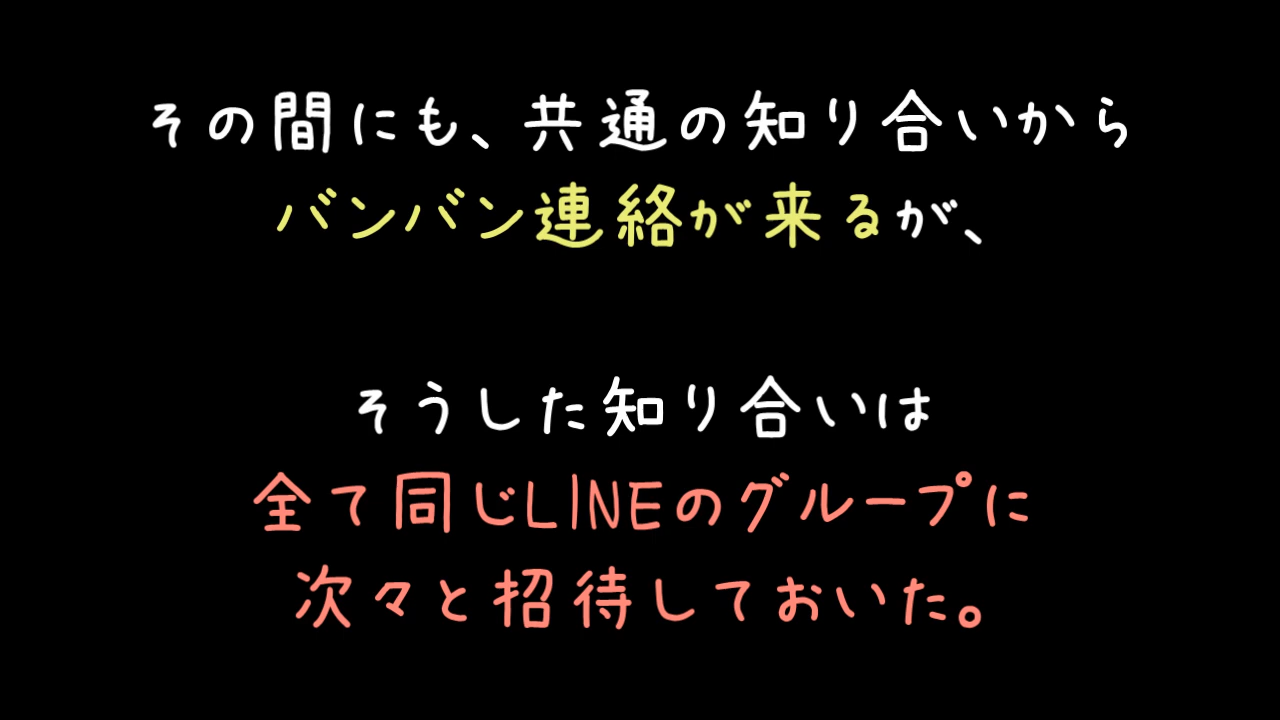 その間にも、共通の知り合いから
バンバン連絡が来るが、
そうした知り合いは
全て同じLINEのグループに
次々と招待しておいた。